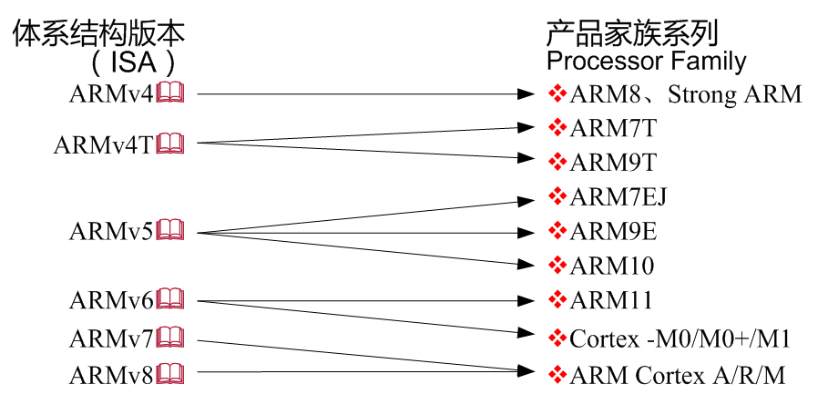 体系结构版本
（ISA）
ARMv4
ARMv4T
ARMv5
ARMv6
ARMv7
ARMv8
产品家族系列
Processor Family
ARM8、Strong ARM
ARM7T
ARM9T
ARM7EJ
ARM9E
ARM10
ARM11
Cortex -M0/M0+/M1
ARM Cortex A/R/M